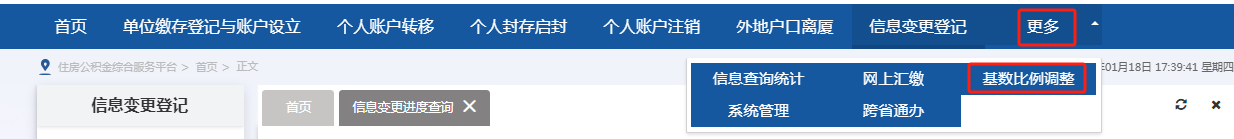 首页 单位缴存登记与账户设立 个人账户转移 个人封存启封 个人账户注销 外地户口离厦 信息变更登记 更多
住房公积金综合服务平台 > 首页 > 正文
年01月18日 17:39:41 星期四
信息查询统计 网上汇缴 基数比例调整
系统管理 跨省通办
信息变更登记
首页 信息变更进度查询